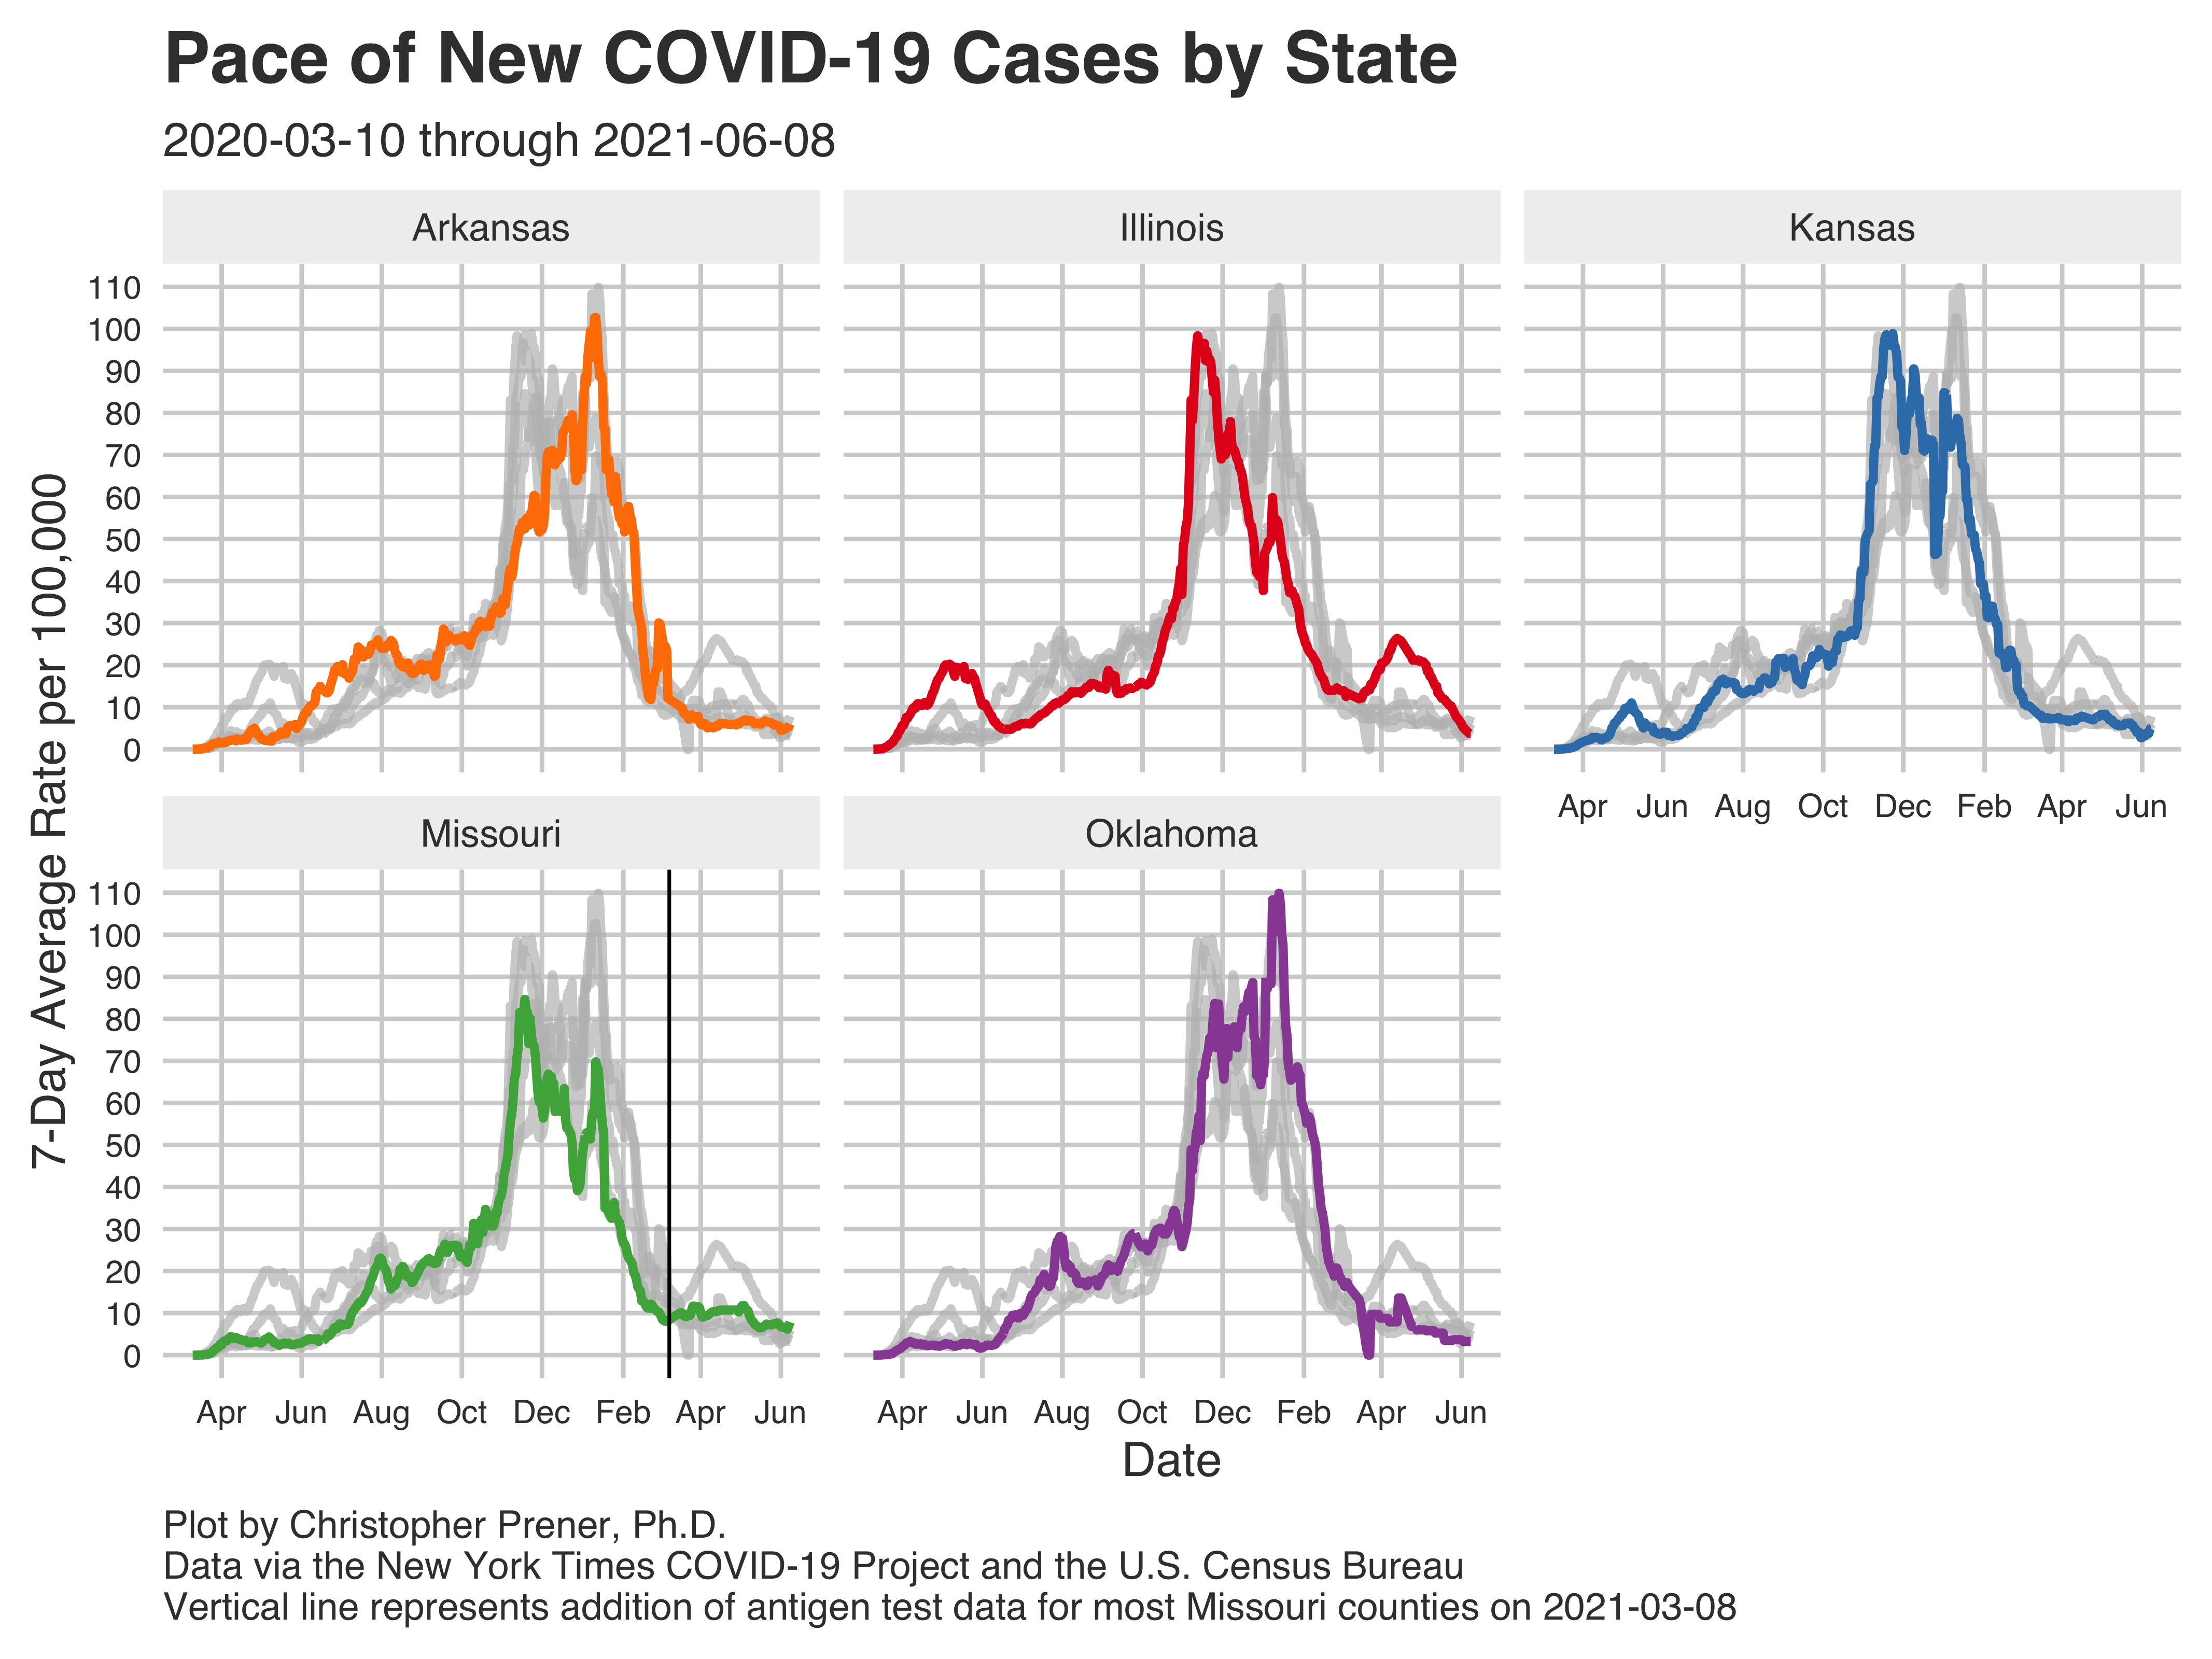 Pace of New COVID-19 Cases by State
2020-03-10 through 2021-06-08
Arkansas
Illinois
Kansas
110
100
90
80
70
60
50
40
30
20
10
0
Apr Jun Aug Oct Dec Feb Apr Jun
7-Day Average Rate per 100,000
Missouri
Oklahoma
110
100
90
80
70
60
50
40
30
20
10
0
Apr Jun Aug Oct Dec Feb Apr Jun
Apr Jun Aug Oct Dec Feb Apr Jun
Date
Plot by Christopher Prener, Ph.D.
Data via the New York Times COVID-19 Project and the U.S. Census Bureau
Vertical line represents addition of antigen test data for most Missouri counties on 2021-03-08